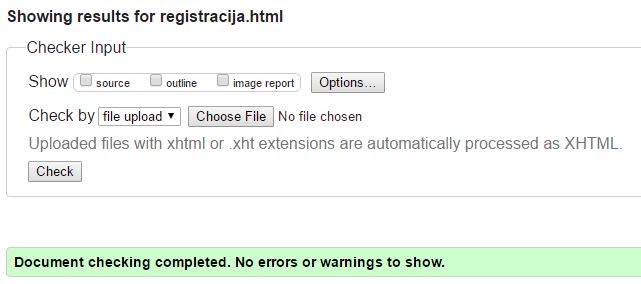 Showing results for registracija.html
Checker Input
Show source outline image report Options...
Check by file upload Choose File No file chosen
Uploaded files with xhtml or .xht extensions are automatically processed as XHTML.
Check
Document checking completed. No errors or warnings to show.